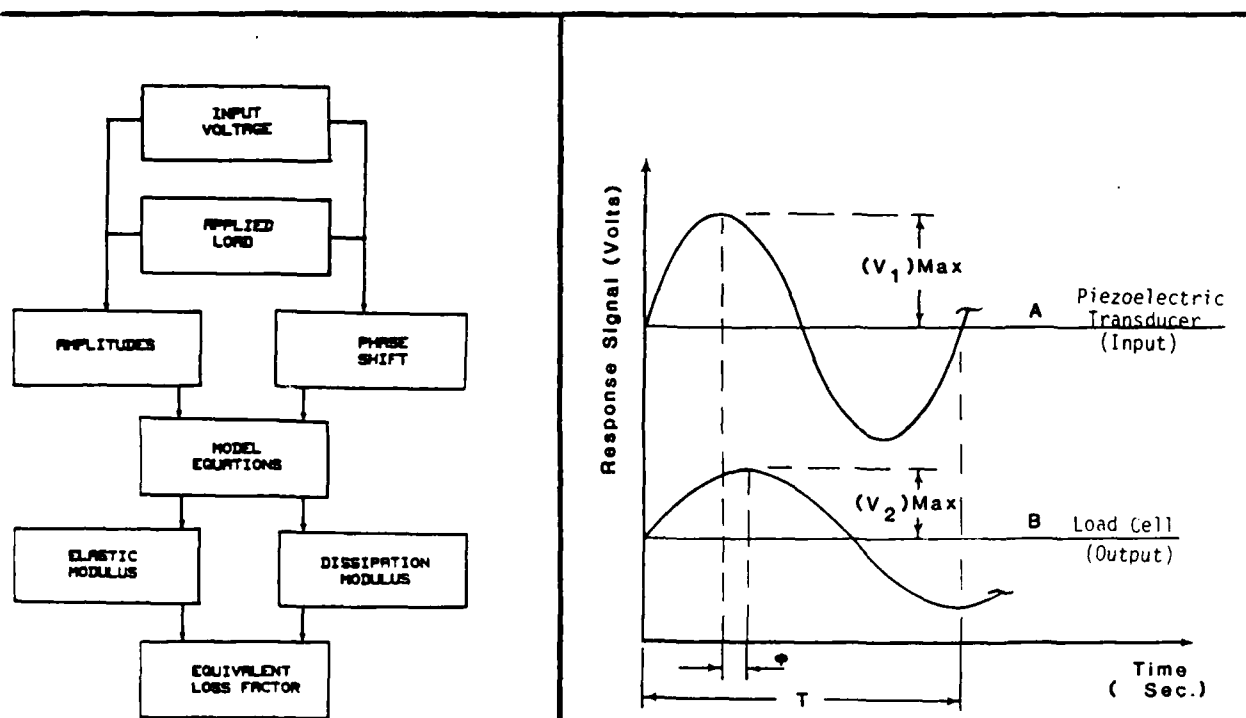 INPUT
VOLTAGE
APPLIED
LOAD
AMPLITUDES
PHASE
SHIFT
MODEL
EQUATIONS
ELASTIC
MODULUS
DISSIPATION
MODULUS
EQUIVALENT
LOSS FACTOR
Response Signal (Volts)
(V1)Max
A
Piezoelectric
Transducer
(Input)
(V2)Max
B
Load Cell
(Output)
φ
T
Time
( Sec.)